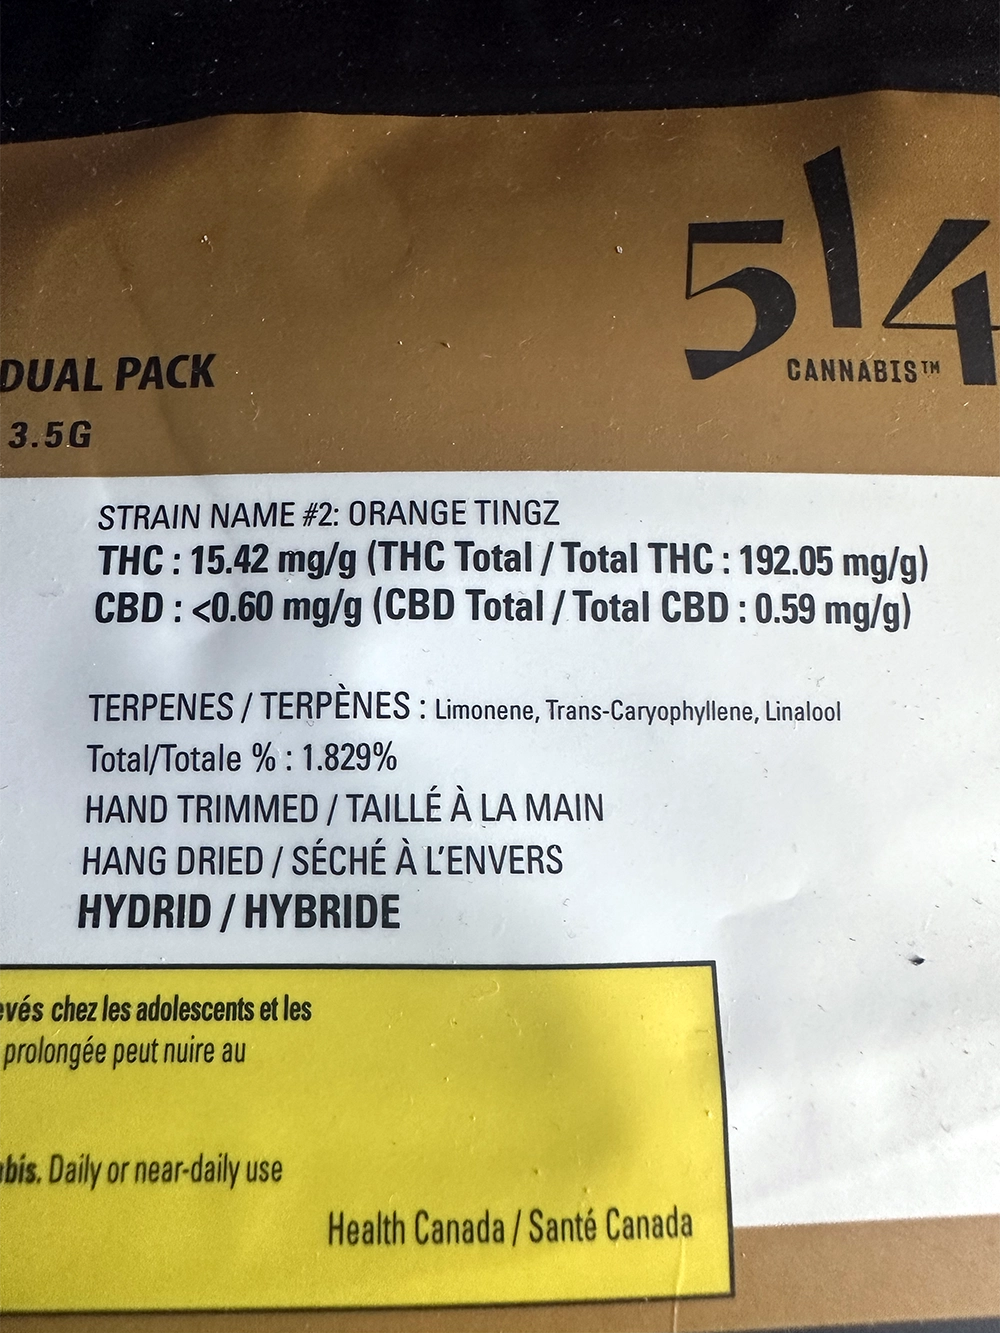 514
CANNABIS™
DUAL PACK
3.5G
STRAIN NAME #2: ORANGE TINGZ
THC : 15.42 mg/g (THC Total / Total THC : 192.05 mg/g)
CBD : <0.60 mg/g (CBD Total / Total CBD : 0.59 mg/g)
TERPENES / TERPÈNES : Limonene, Trans-Caryophyllene, Linalool
Total/Totale % : 1.829%
HAND TRIMMED / TAILLÉ À LA MAIN
HANG DRIED / SÉCHÉ À L'ENVERS
HYDRID / HYBRIDE
chez les adolescents et les
prolongée peut nuire au
Daily or near-daily use
Health Canada / Santé Canada